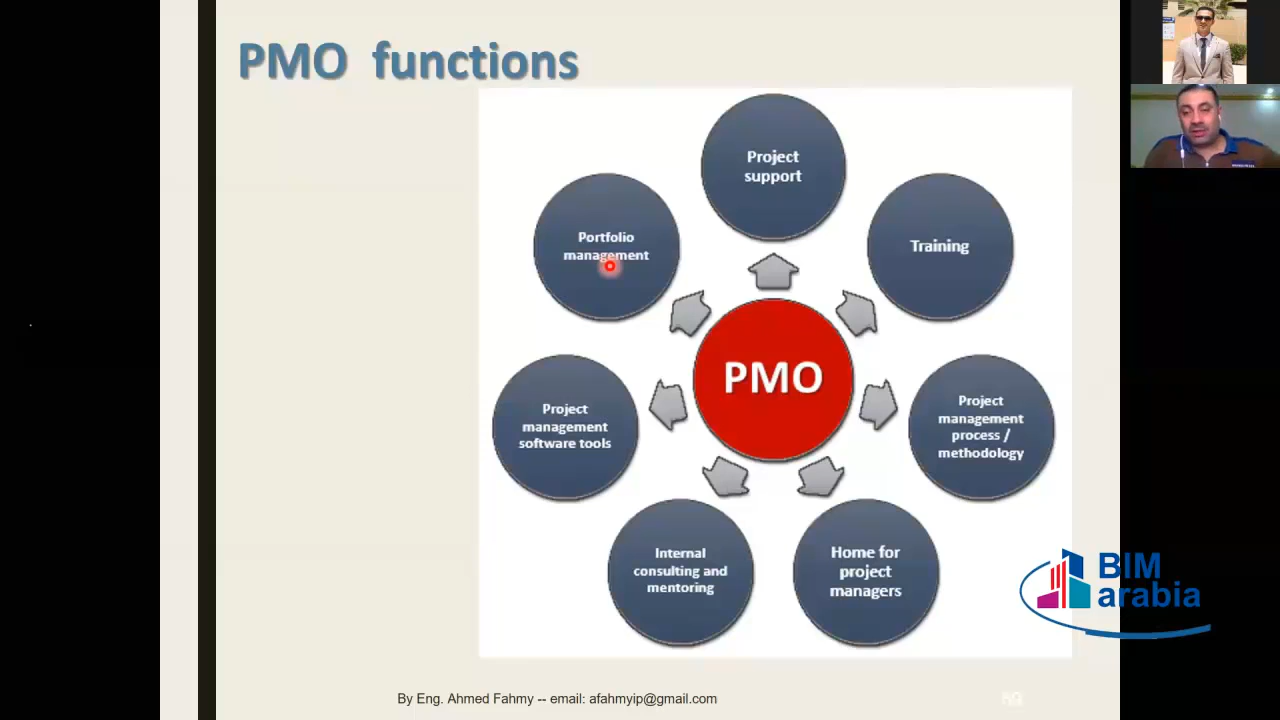 PMO functions
Project
support
Portfolio
management
Training
PMO
Project
management
software tools
Project
management
process /
methodology
Internal
consulting and
mentoring
Home for
project
managers
BIM
arabia
By Eng. Ahmed Fahmy -- email: afahmyip@gmail.com